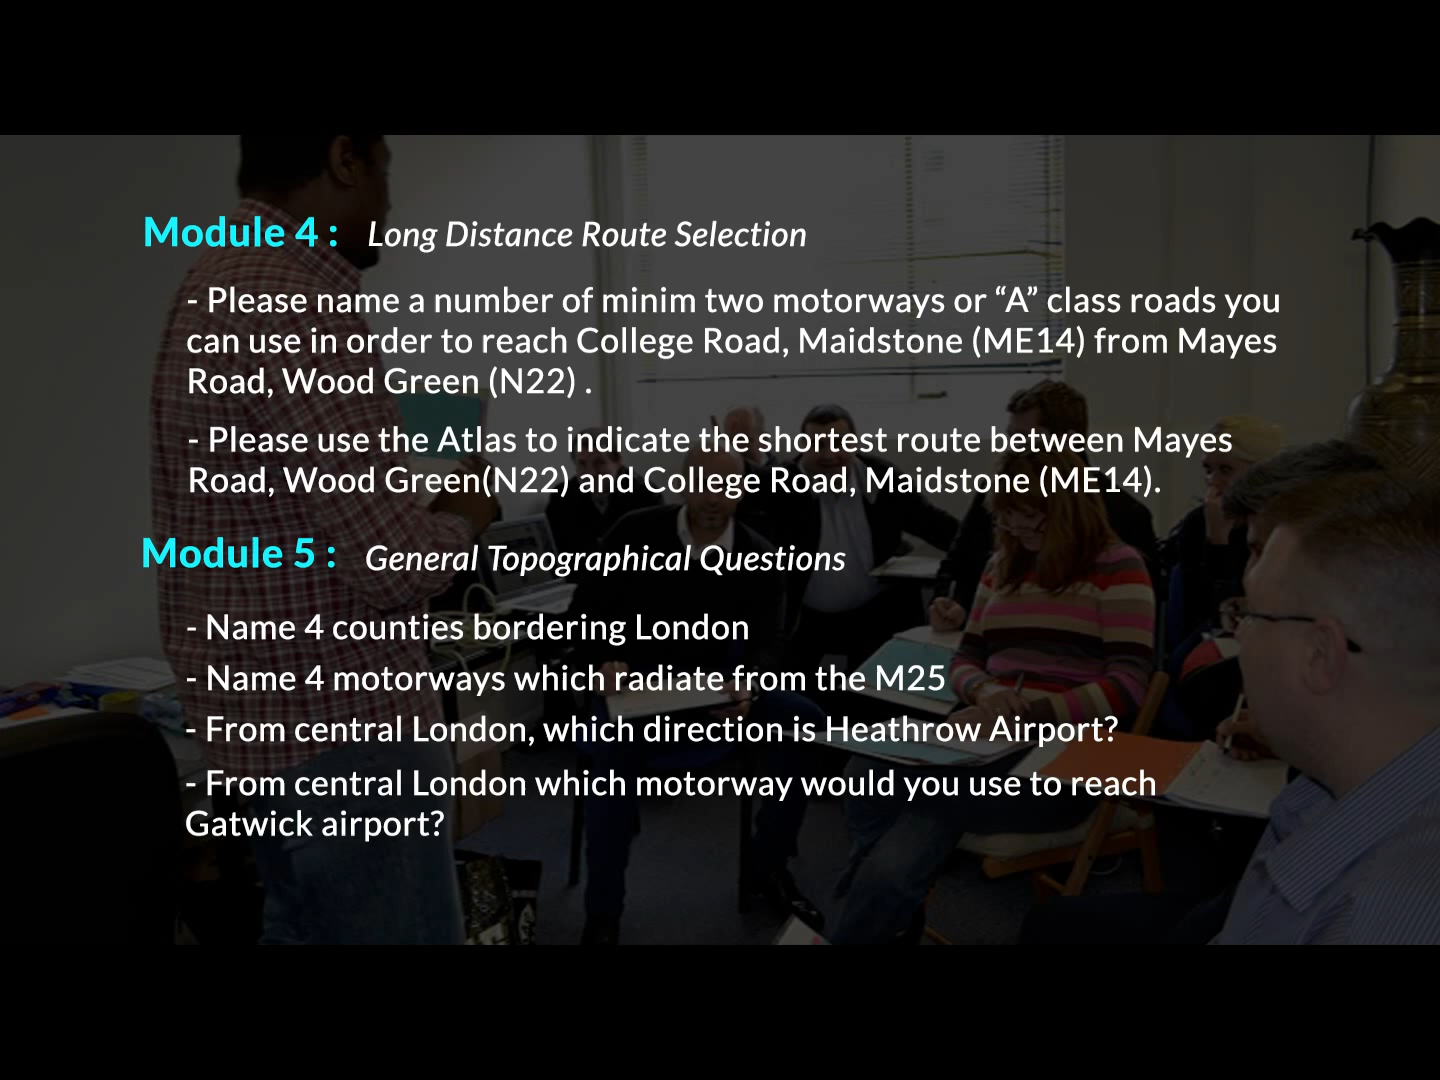 Module 4 : Long Distance Route Selection
- Please name a number of minim two motorways or “A” class roads you
can use in order to reach College Road, Maidstone (ME14) from Mayes
Road, Wood Green (N22) .
- Please use the Atlas to indicate the shortest route between Mayes
Road, Wood Green(N22) and College Road, Maidstone (ME14).
Module 5 : General Topographical Questions
- Name 4 counties bordering London
- Name 4 motorways which radiate from the M25
- From central London, which direction is Heathrow Airport?
- From central London which motorway would you use to reach
Gatwick airport?